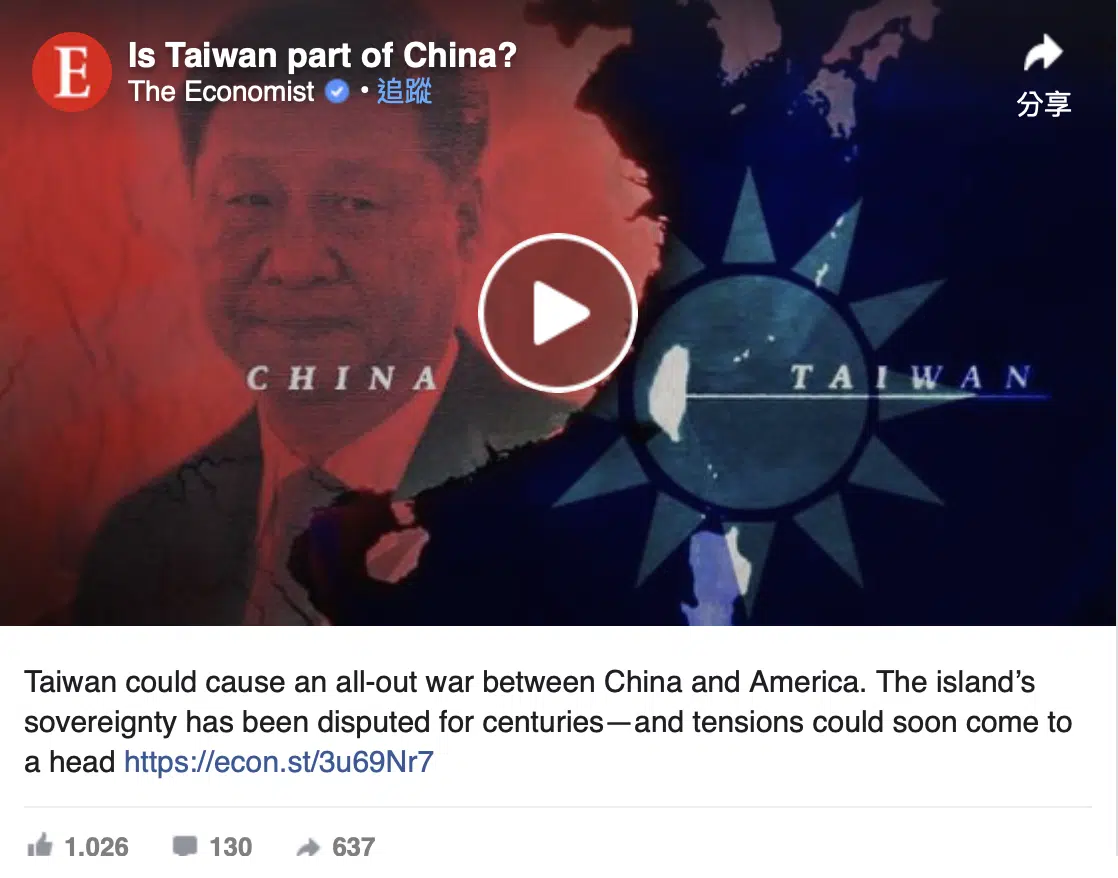 E
Is Taiwan part of China?
The Economist • 追蹤
分享
CHINA
TAIWAN
Taiwan could cause an all-out war between China and America. The island’s
sovereignty has been disputed for centuries—and tensions could soon come to
a head https://econ.st/3u69Nr7
1.026 130 637